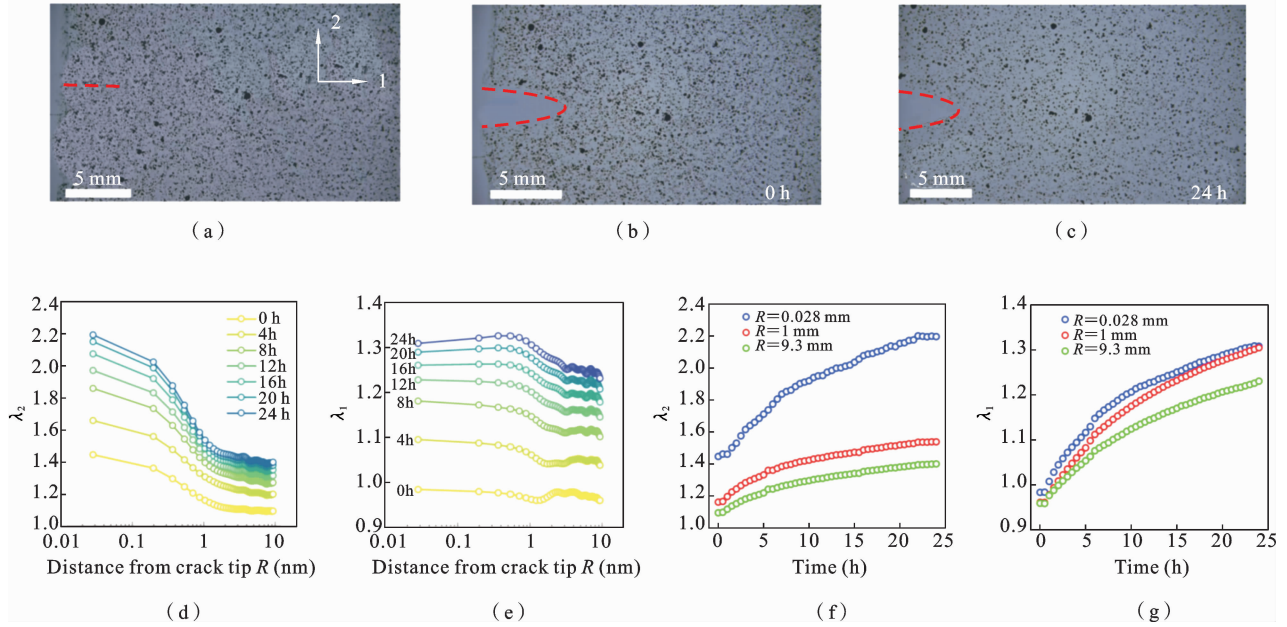 2
1
5 mm
5 mm
0 h
5 mm
24 h
(a)
(b)
(c)
2.4
2.2
2.0
1.8
1.6
1.4
1.2
1.0
λ₂
0 h
4h
8h
12h
16h
20 h
24 h
0.01
0.1
1
10
Distance from crack tip R (nm)
(d)
1.4
1.3
1.2
1.1
1.0
0.9
λ₁
24h
20h
16h
12h
8h
4h
0h
0.01
0.1
1
10
Distance from crack tip R (nm)
(e)
2.4
2.2
2.0
1.8
1.6
1.4
1.2
1.0
λ₂
R=0.028 mm
R=1 mm
R=9.3 mm
0
5
10
15
20
25
Time (h)
(f)
1.4
1.3
1.2
1.1
1.0
0.9
λ₁
R=0.028 mm
R=1 mm
R=9.3 mm
0
5
10
15
20
25
Time (h)
(g)